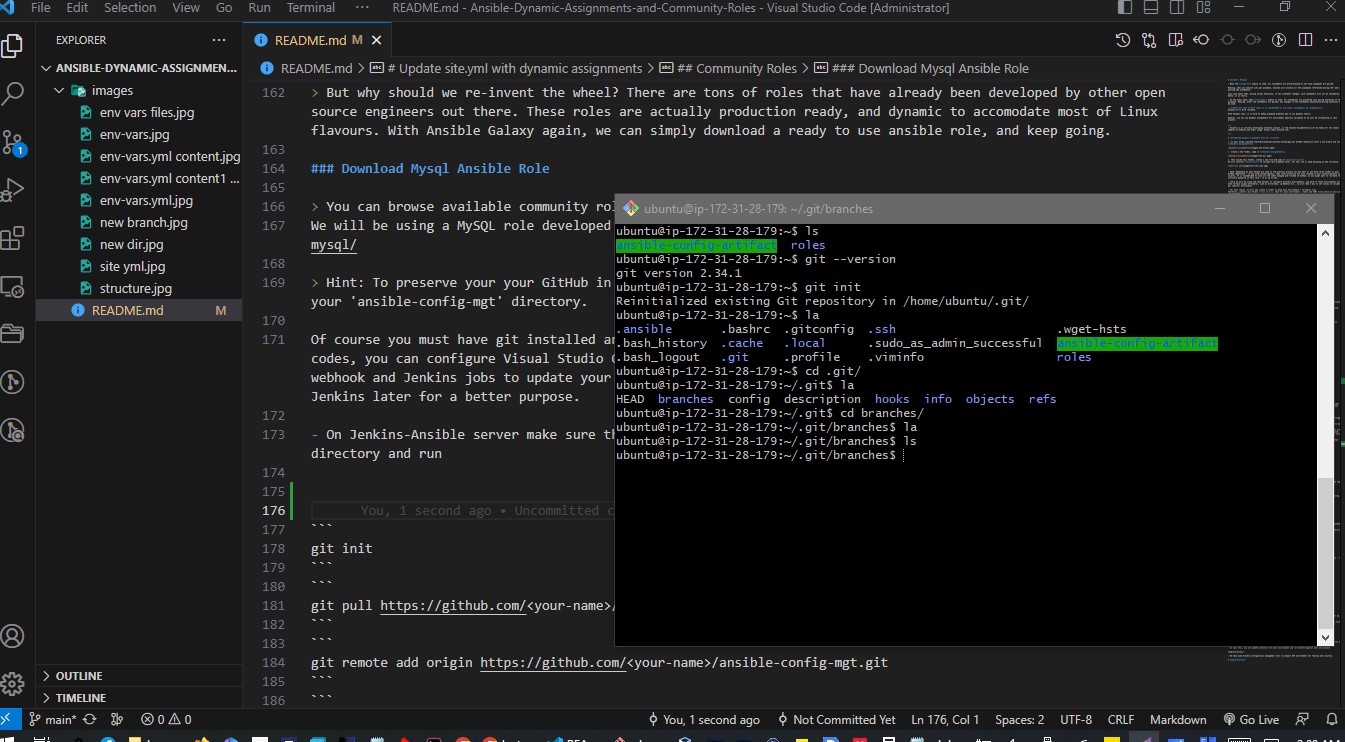 File Edit Selection View Go Run Terminal ··· README.md - Ansible-Dynamic-Assignments-and-Community-Roles - Visual Studio Code [Administrator]
EXPLORER ···
README.md M
README.md > # Update site.yml with dynamic assignments > ## Community Roles > ### Download Mysql Ansible Role
ANSIBLE-DYNAMIC-ASSIGNMEN...
images
env vars files.jpg
env-vars.jpg
env-vars.yml content.jpg
env-vars.yml content1 ...
env-vars.yml.jpg
new branch.jpg
new dir.jpg
site yml.jpg
structure.jpg
README.md M
OUTLINE
TIMELINE
1
162 > But why should we re-invent the wheel? There are tons of roles that have already been developed by other open
source engineers out there. These roles are actually production ready, and dynamic to accomodate most of Linux
flavours. With Ansible Galaxy again, we can simply download a ready to use ansible role, and keep going.
163
164 ### Download Mysql Ansible Role
165
166 > You can browse available community rol
167 We will be using a MySQL role developed
mysql/
168
169 > Hint: To preserve your your GitHub in
your 'ansible-config-mgt' directory.
170
171 Of course you must have git installed a
codes, you can configure Visual Studio
webhook and Jenkins jobs to update your
Jenkins later for a better purpose.
172
173 - On Jenkins-Ansible server make sure th
directory and run
174
175
176 You, 1 second ago • Uncommitted c
177 ```
178 git init
179 ```
180 ```
181 git pull https://github.com/<your-name>/
182 ```
183 ```
184 git remote add origin https://github.com/<your-name>/ansible-config-mgt.git
185 ```
186 ```
ubuntu@ip-172-31-28-179: ~/.git/branches
ubuntu@ip-172-31-28-179:~$ ls
ansible-config-artifact roles
ubuntu@ip-172-31-28-179:~$ git --version
git version 2.34.1
ubuntu@ip-172-31-28-179:~$ git init
Reinitialized existing Git repository in /home/ubuntu/.git/
ubuntu@ip-172-31-28-179:~$ la
.ansible .bashrc .gitconfig .ssh .wget-hsts
.bash_history .cache .local .sudo_as_admin_successful ansible-config-artifact
.bash_logout .git .profile .viminfo roles
ubuntu@ip-172-31-28-179:~$ cd .git/
ubuntu@ip-172-31-28-179:~/.git$ la
HEAD branches config description hooks info objects refs
ubuntu@ip-172-31-28-179:~/.git$ cd branches/
ubuntu@ip-172-31-28-179:~/.git/branches$ la
ubuntu@ip-172-31-28-179:~/.git/branches$ ls
ubuntu@ip-172-31-28-179:~/.git/branches$
main* 0 0 You, 1 second ago Not Committed Yet Ln 176, Col 1 Spaces: 2 UTF-8 CRLF Markdown Go Live